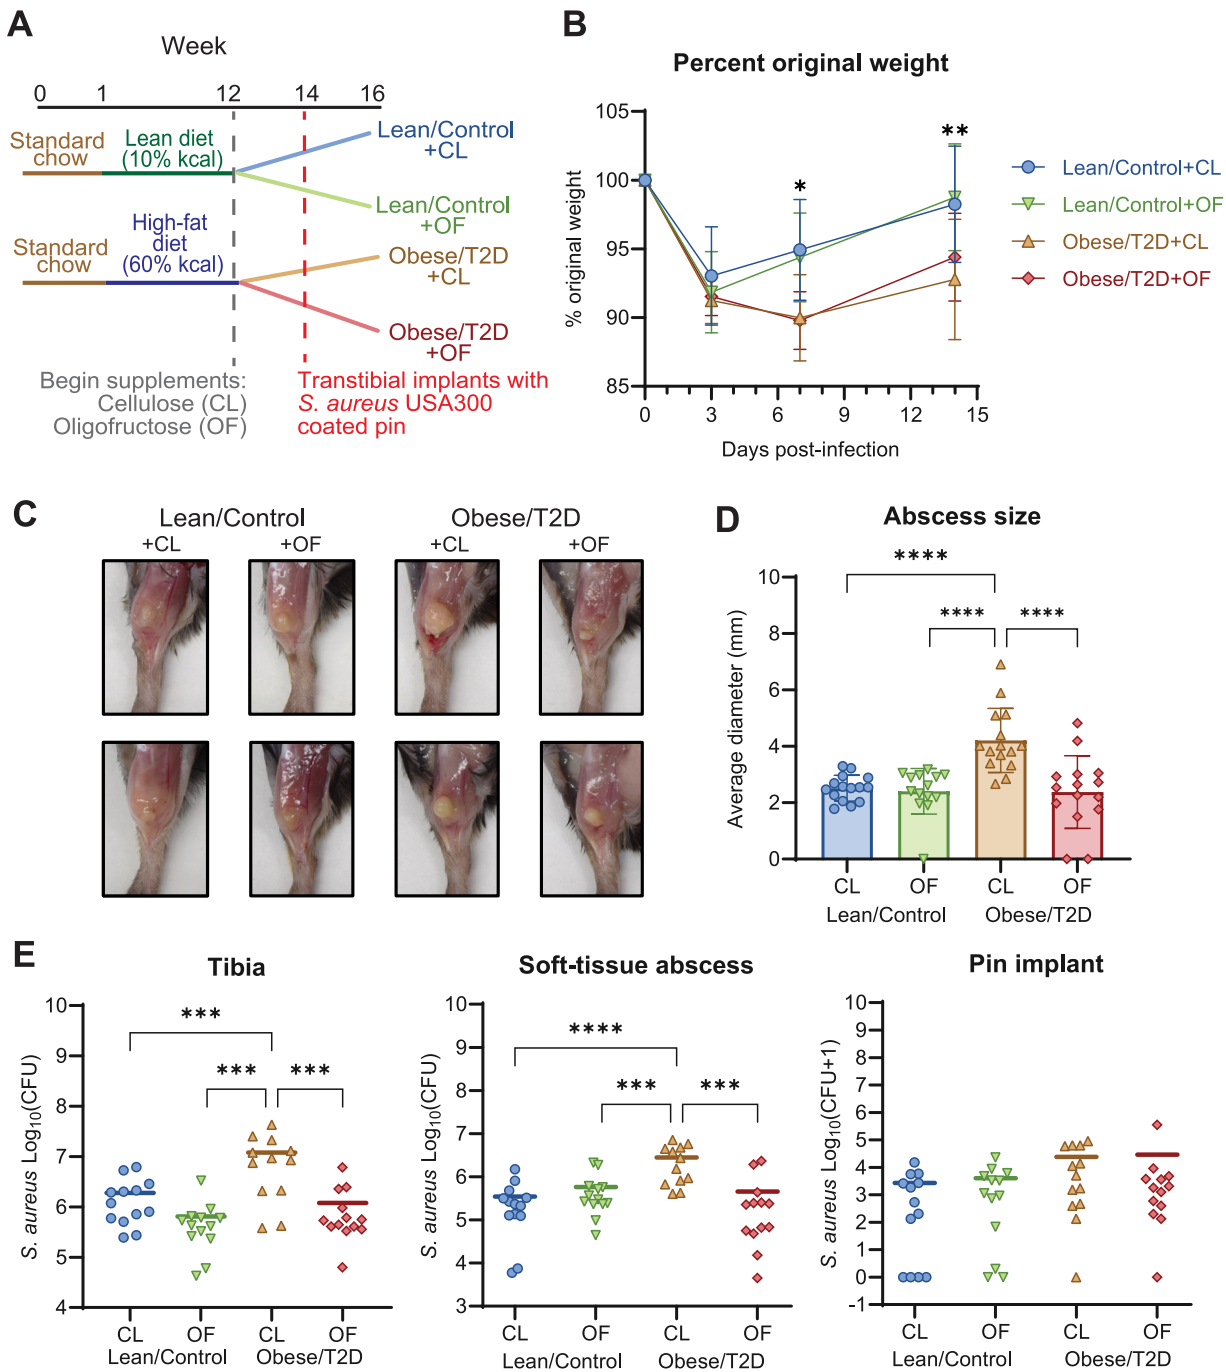 A
Week
0 1 12 14 16
Standard
chow
Lean diet
(10% kcal)
Lean/Control
+CL
Lean/Control
+OF
Standard
chow
High-fat
diet
(60% kcal)
Obese/T2D
+CL
Obese/T2D
+OF
Begin supplements:
Cellulose (CL)
Oligofructose (OF)
Transtibial implants with
S. aureus USA300
coated pin
B
Percent original weight
% original weight
105
100
95
90
85
*
**
0 3 6 9 12 15
Days post-infection
Lean/Control+CL
Lean/Control+OF
Obese/T2D+CL
Obese/T2D+OF
C
Lean/Control
+CL +OF
Obese/T2D
+CL +OF
D
Abscess size
Average diameter (mm)
10
8
6
4
2
0
****
**** ****
CL OF CL OF
Lean/Control Obese/T2D
E
Tibia
S. aureus Log10(CFU)
10
9
8
7
6
5
4
***
*** ***
CL OF CL OF
Lean/Control Obese/T2D
Soft-tissue abscess
S. aureus Log10(CFU)
10
9
8
7
6
5
4
3
****
*** ***
CL OF CL OF
Lean/Control Obese/T2D
Pin implant
S. aureus Log10(CFU+1)
10
9
8
7
6
5
4
3
2
1
0
-1
CL OF CL OF
Lean/Control Obese/T2D